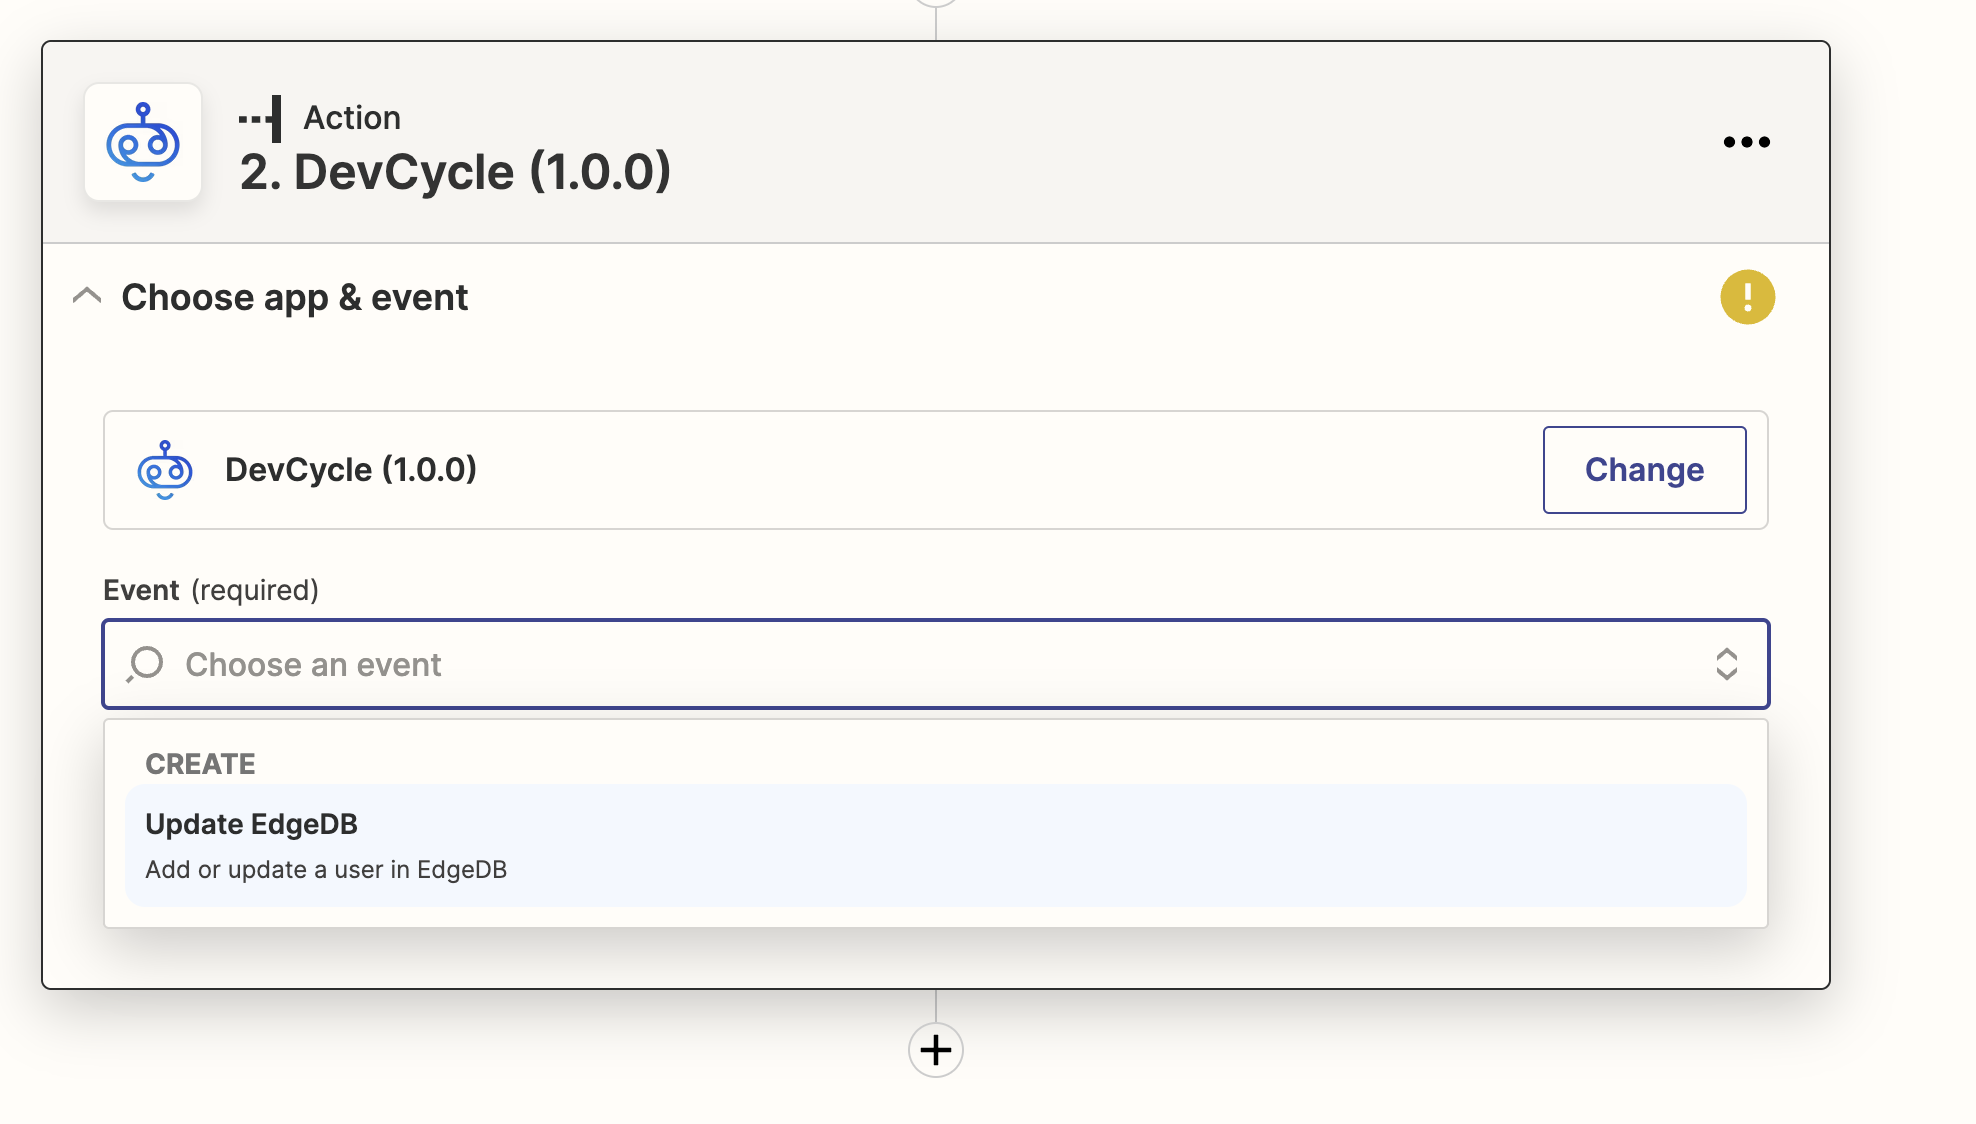 Action
2. DevCycle (1.0.0)
Choose app & event
DevCycle (1.0.0)
Change
Event (required)
Choose an event
CREATE
Update EdgeDB
Add or update a user in EdgeDB